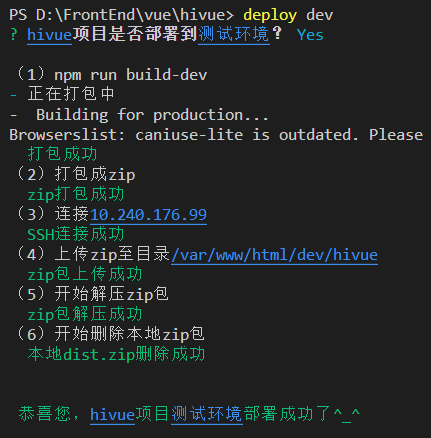 PS D:\FrontEnd\vue\hivue> deploy dev
? hivue项目是否部署到测试环境？ Yes
（1）npm run build-dev
- 正在打包中
-  Building for production...
Browserslist: caniuse-lite is outdated. Please
打包成功
（2）打包成zip
zip打包成功
（3）连接10.240.176.99
SSH连接成功
（4）上传zip至目录/var/www/html/dev/hivue
zip包上传成功
（5）开始解压zip包
zip包解压成功
（6）开始删除本地zip包
本地dist.zip删除成功
恭喜您，hivue项目测试环境部署成功了^_^